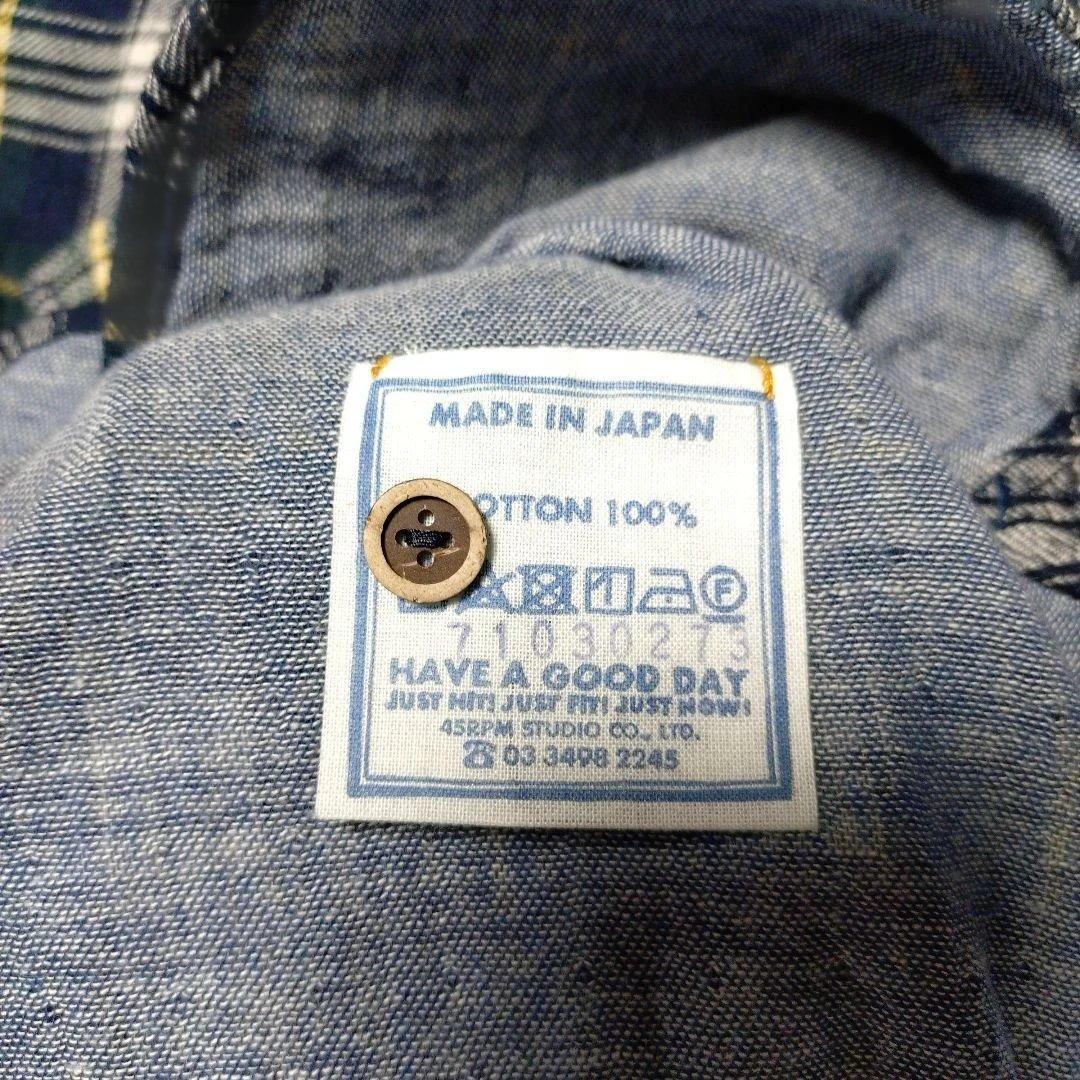 MADE IN JAPAN
OTTON 100%
1 F
71030273
HAVE A GOOD DAY
JUST HIT! JUST FIT! JUST NOW!
45RPM STUDIO CO., LTD.
☎ 03 3498 2245